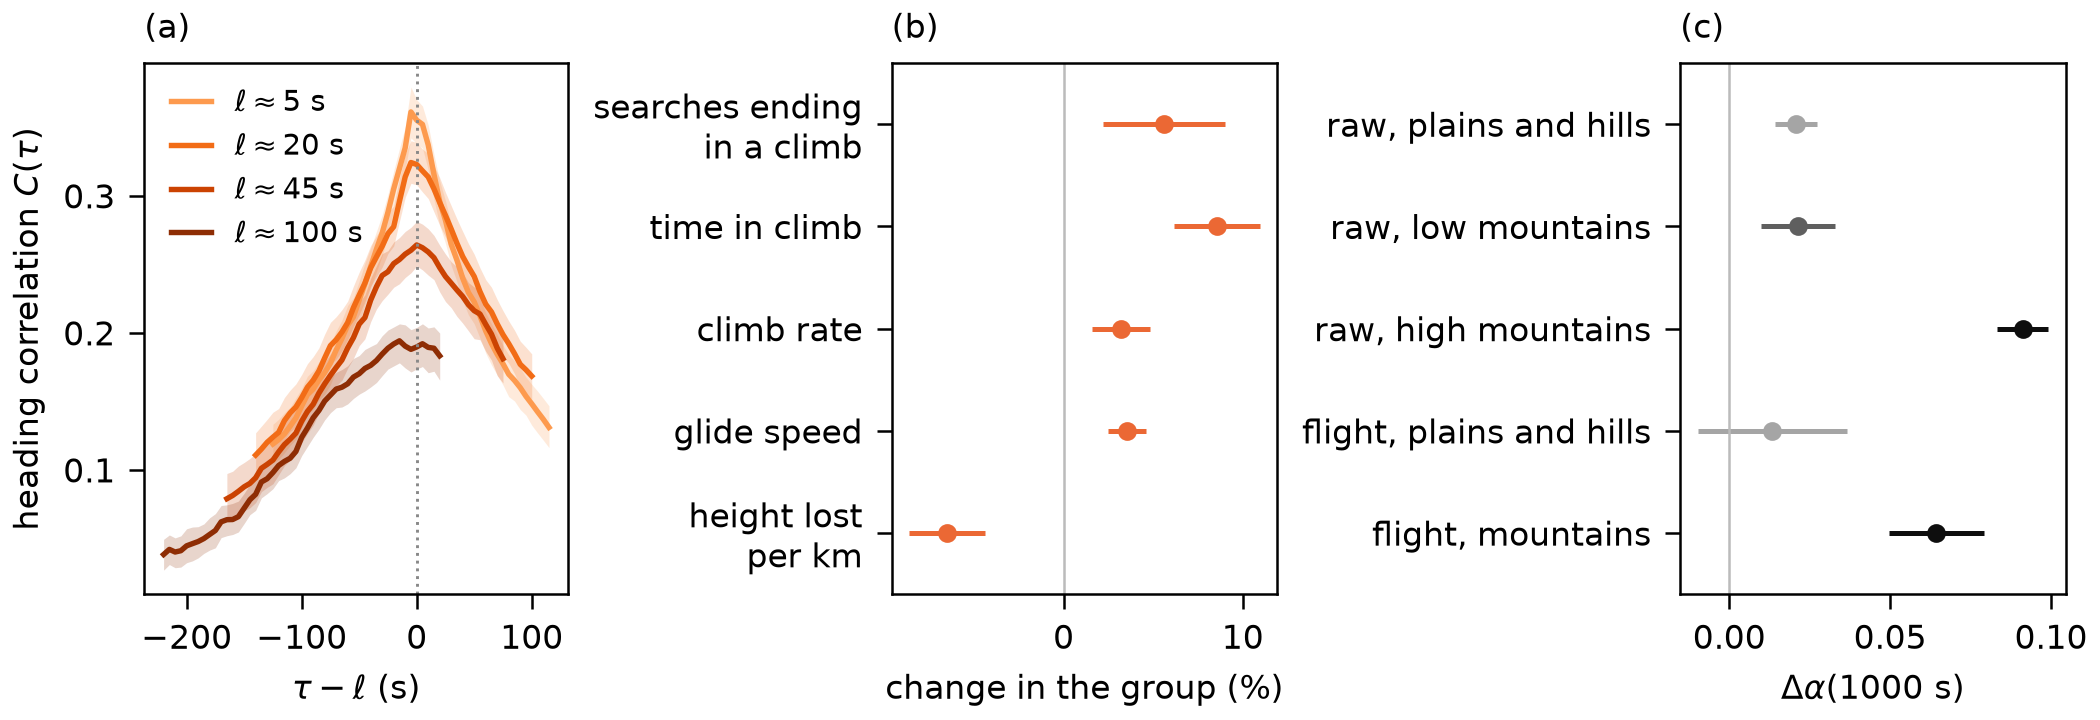 (a)
heading correlation C(τ)
0.3
0.2
0.1
ℓ ≈ 5 s
ℓ ≈ 20 s
ℓ ≈ 45 s
ℓ ≈ 100 s
−200
−100
0
100
τ − ℓ (s)
(b)
searches ending
in a climb
time in climb
climb rate
glide speed
height lost
per km
0
10
change in the group (%)
(c)
raw, plains and hills
raw, low mountains
raw, high mountains
flight, plains and hills
flight, mountains
0.00
0.05
0.10
Δα(1000 s)